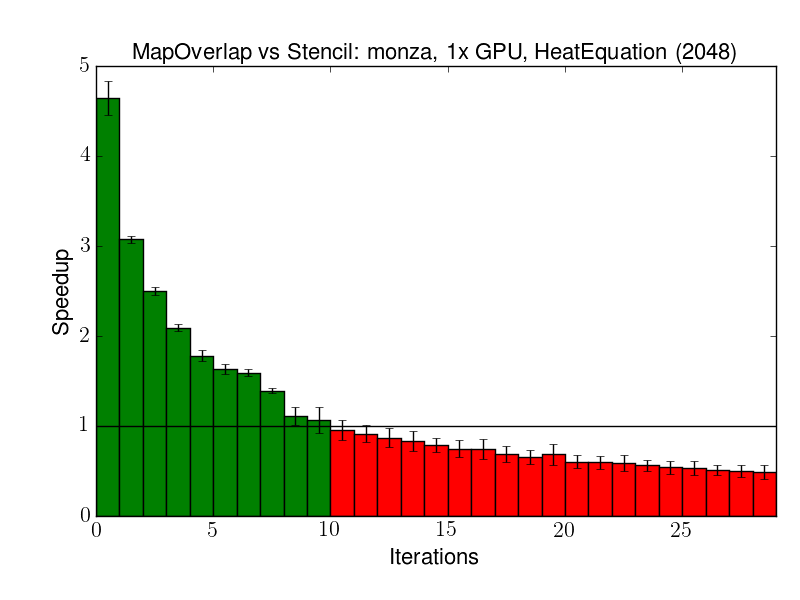 MapOverlap vs Stencil: monza, 1x GPU, HeatEquation (2048)
5
4
3
2
1
0
Speedup
0 5 10 15 20 25
Iterations